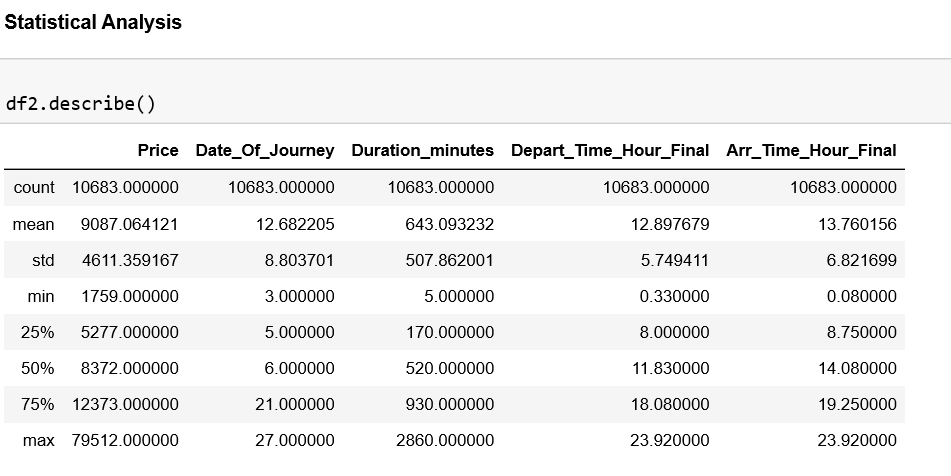 Statistical Analysis
df2.describe()
Price Date_Of_Journey Duration_minutes Depart_Time_Hour_Final Arr_Time_Hour_Final
count 10683.000000 10683.000000 10683.000000 10683.000000 10683.000000
mean 9087.064121 12.682205 643.093232 12.897679 13.760156
std 4611.359167 8.803701 507.862001 5.749411 6.821699
min 1759.000000 3.000000 5.000000 0.330000 0.080000
25% 5277.000000 5.000000 170.000000 8.000000 8.750000
50% 8372.000000 6.000000 520.000000 11.830000 14.080000
75% 12373.000000 21.000000 930.000000 18.080000 19.250000
max 79512.000000 27.000000 2860.000000 23.920000 23.920000